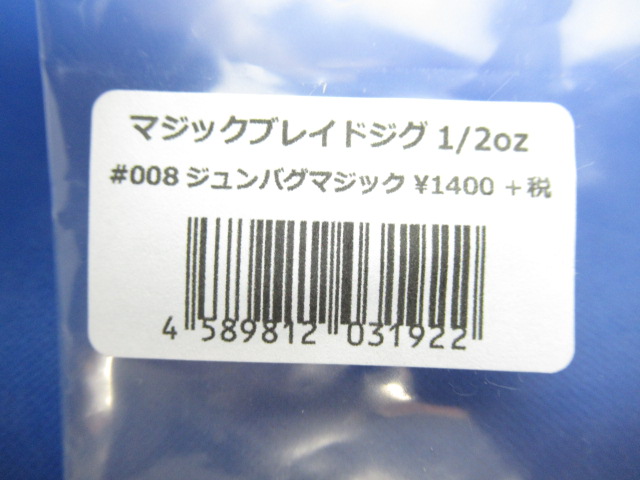 マジックブレイドジグ 1/2oz
#008 ジュンバグマジック ¥1400 +税
4 589812 031922